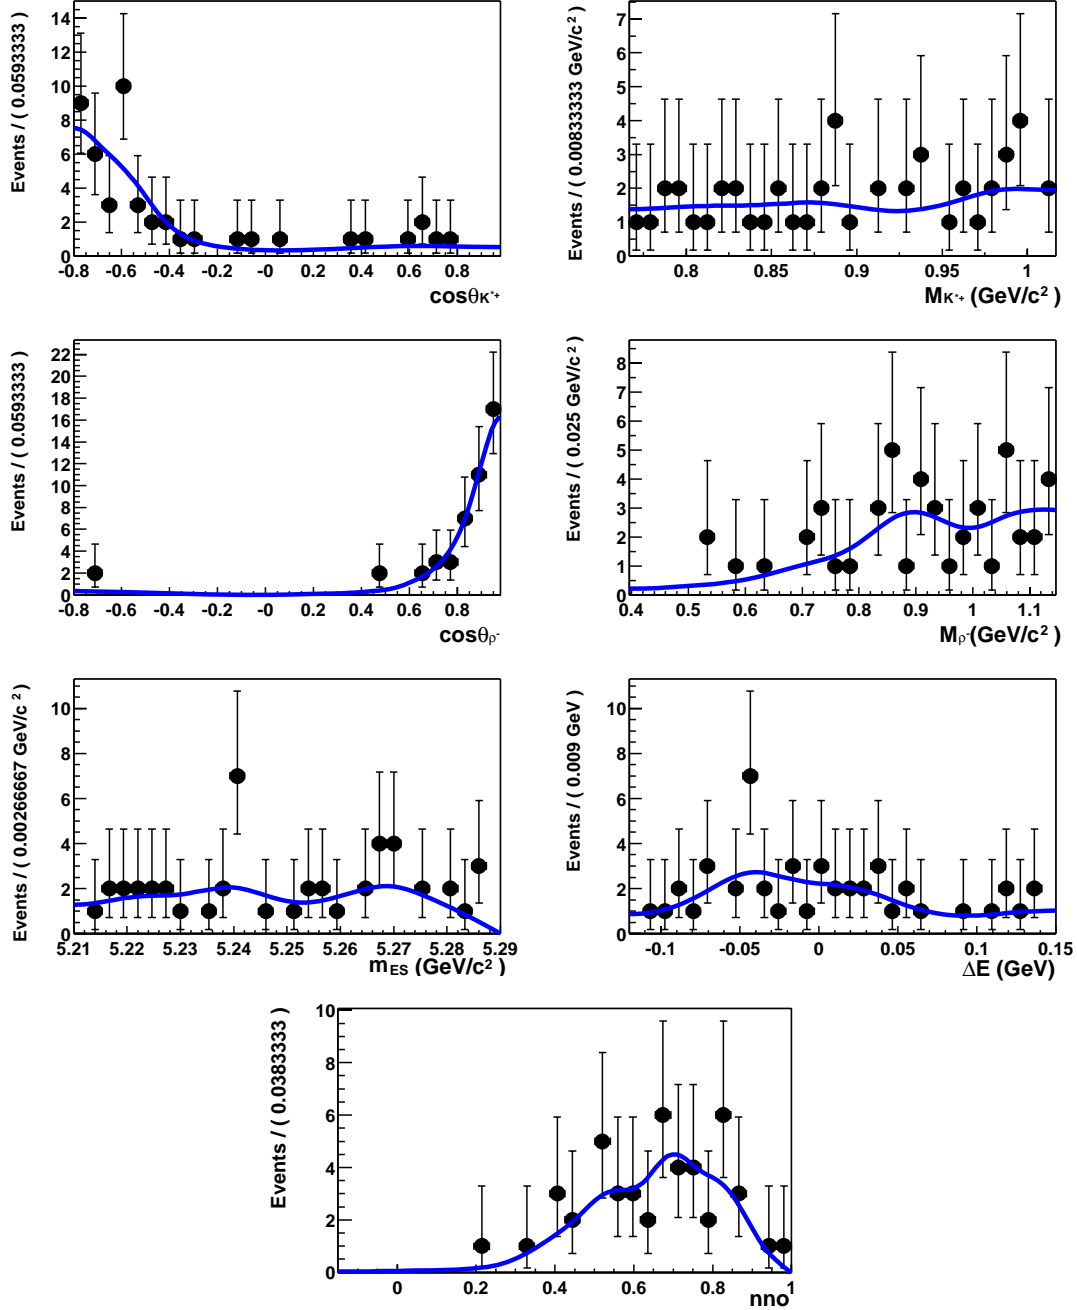 Events / ( 0.0593333 )
14
12
10
8
6
4
2
0
-0.8 -0.6 -0.4 -0.2 -0 0.2 0.4 0.6 0.8
cosθK*+
Events / ( 0.00833333 GeV/c² )
7
6
5
4
3
2
1
0
0.8 0.85 0.9 0.95 1
MK*+ (GeV/c² )
Events / ( 0.0593333 )
22
20
18
16
14
12
10
8
6
4
2
0
-0.8 -0.6 -0.4 -0.2 -0 0.2 0.4 0.6 0.8
cosθρ-
Events / ( 0.025 GeV/c² )
8
7
6
5
4
3
2
1
0
0.4 0.5 0.6 0.7 0.8 0.9 1 1.1
Mρ-(GeV/c² )
Events / ( 0.00266667 GeV/c² )
10
8
6
4
2
0
5.21 5.22 5.23 5.24 5.25 5.26 5.27 5.28 5.29
mES (GeV/c² )
Events / ( 0.009 GeV )
10
8
6
4
2
0
-0.1 -0.05 0 0.05 0.1 0.15
ΔE (GeV)
Events / ( 0.0383333 )
10
8
6
4
2
0
0 0.2 0.4 0.6 0.8 1
nno